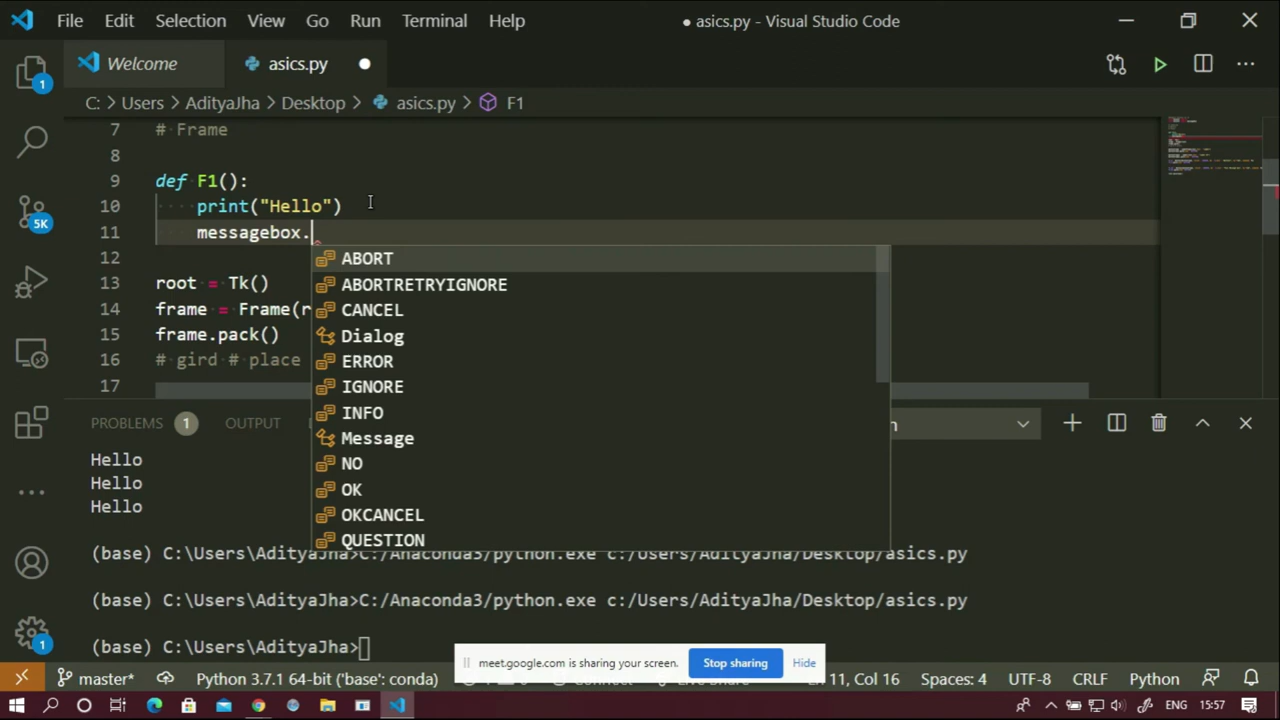 File Edit Selection View Go Run Terminal Help ● asics.py - Visual Studio Code
Welcome asics.py
C: > Users > AdityaJha > Desktop > asics.py > F1
7 # Frame
8
9 def F1():
10 print("Hello")
11 messagebox.
12
13 root = Tk()
14 frame = Frame(r
15 frame.pack()
16 # gird # place
17
ABORT
ABORTRETRYIGNORE
CANCEL
Dialog
ERROR
IGNORE
INFO
Message
NO
OK
OKCANCEL
QUESTION
PROBLEMS 1 OUTPUT
Hello
Hello
Hello
(base) C:\Users\AdityaJha>C:/Anaconda3/python.exe c:/Users/AdityaJha/Desktop/asics.py
(base) C:\Users\AdityaJha>C:/Anaconda3/python.exe c:/Users/AdityaJha/Desktop/asics.py
(base) C:\Users\AdityaJha>
meet.google.com is sharing your screen. Stop sharing Hide
master* Python 3.7.1 64-bit ('base': conda) Ln 11, Col 16 Spaces: 4 UTF-8 CRLF Python
1
5K
1
ENG 15:57